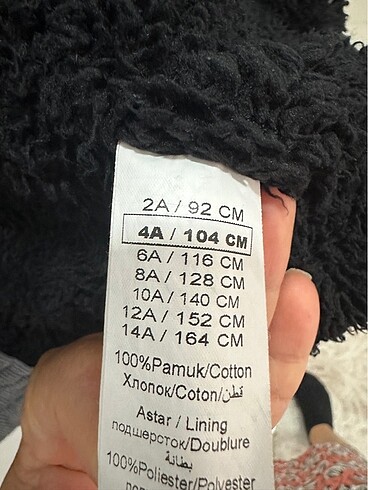 2A / 92 CM
4A / 104 CM
6A / 116 CM
8A / 128 CM
10A / 140 CM
12A / 152 CM
14A / 164 CM
100%Pamuk/Cotton
Хлопок/Coton/قطن
Astar / Lining
подшерсток/Doublure
بطانة
100%Poliester/Polyester